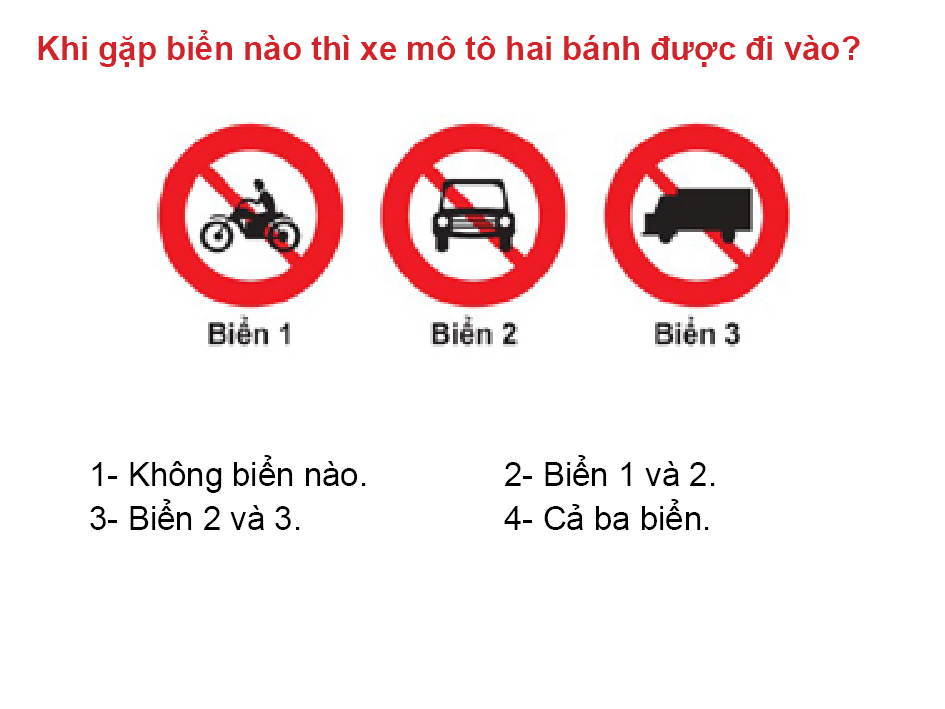 Khi gặp biển nào thì xe mô tô hai bánh được đi vào?
Biển 1 Biển 2 Biển 3
1- Không biển nào. 2- Biển 1 và 2.
3- Biển 2 và 3. 4- Cả ba biển.